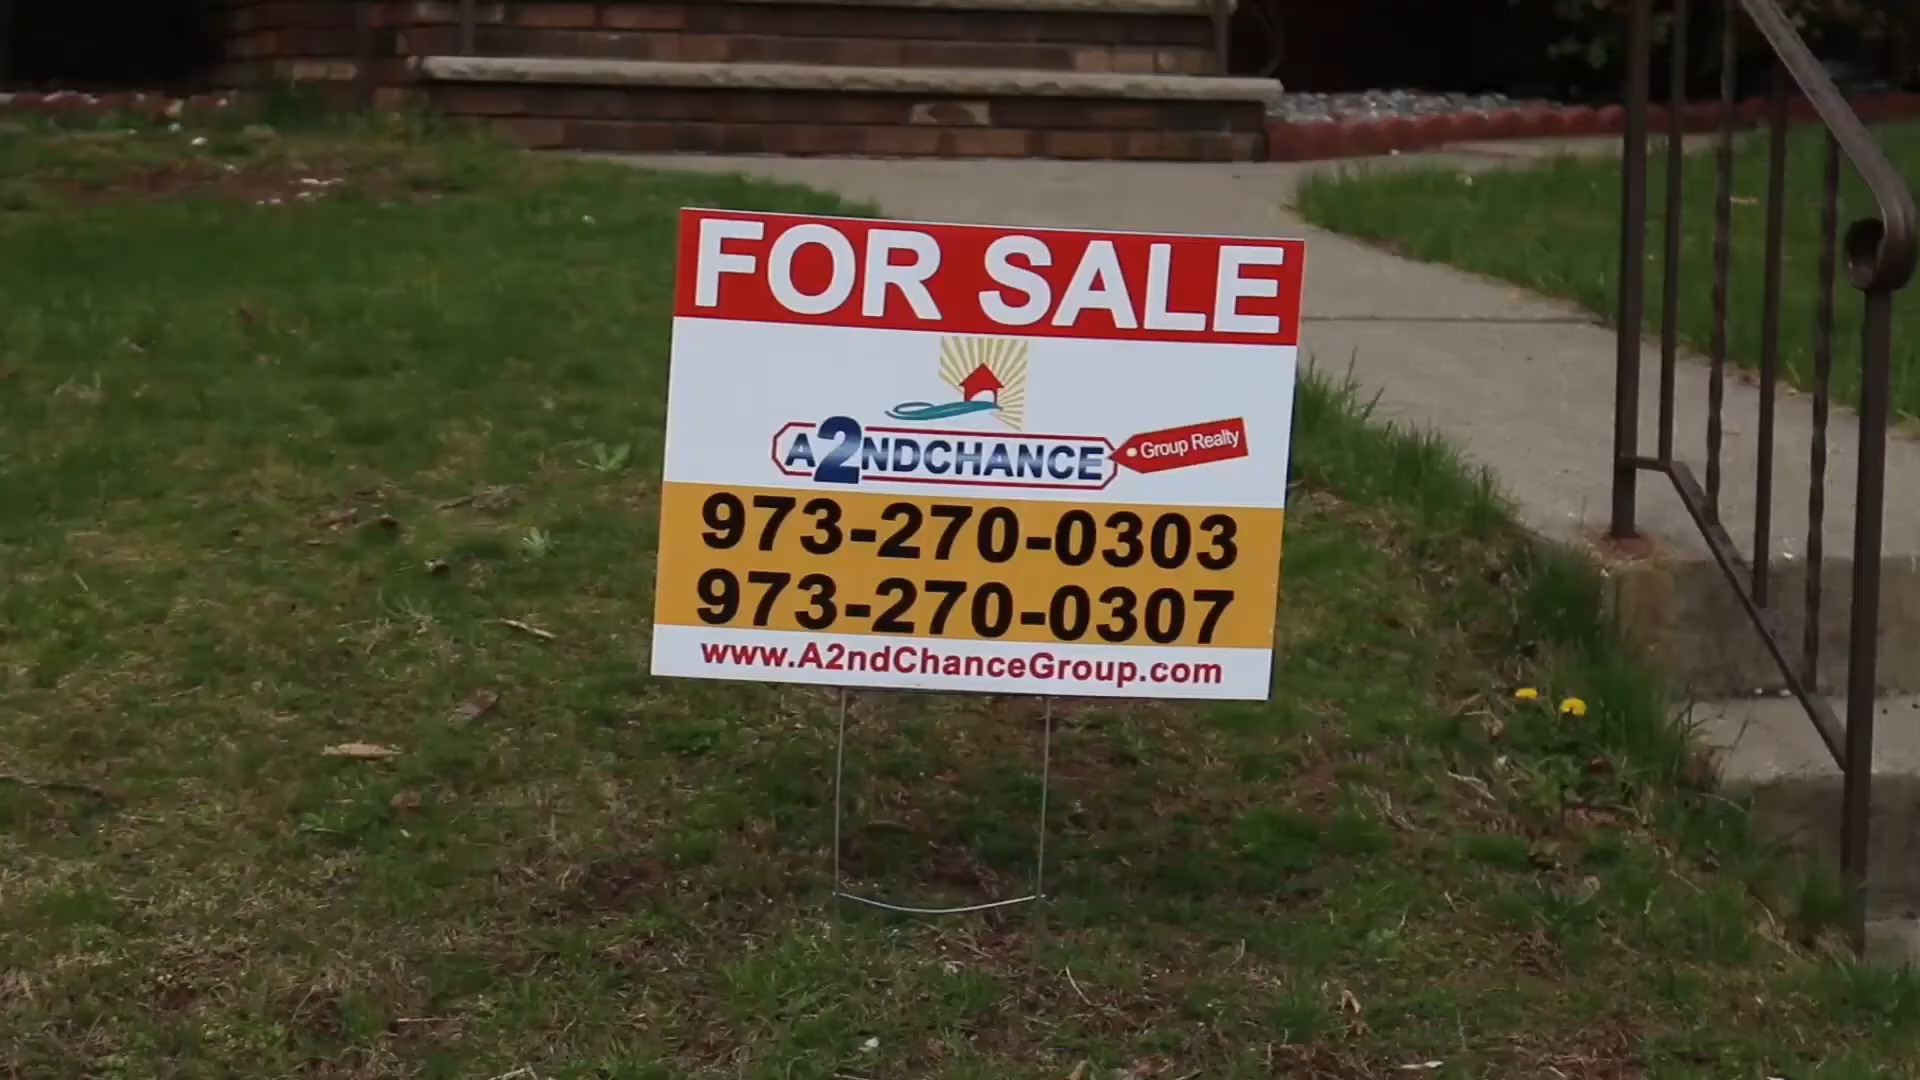 FOR SALE
A2NDCHANCE Group Realty
973-270-0303
973-270-0307
www.A2ndChanceGroup.com